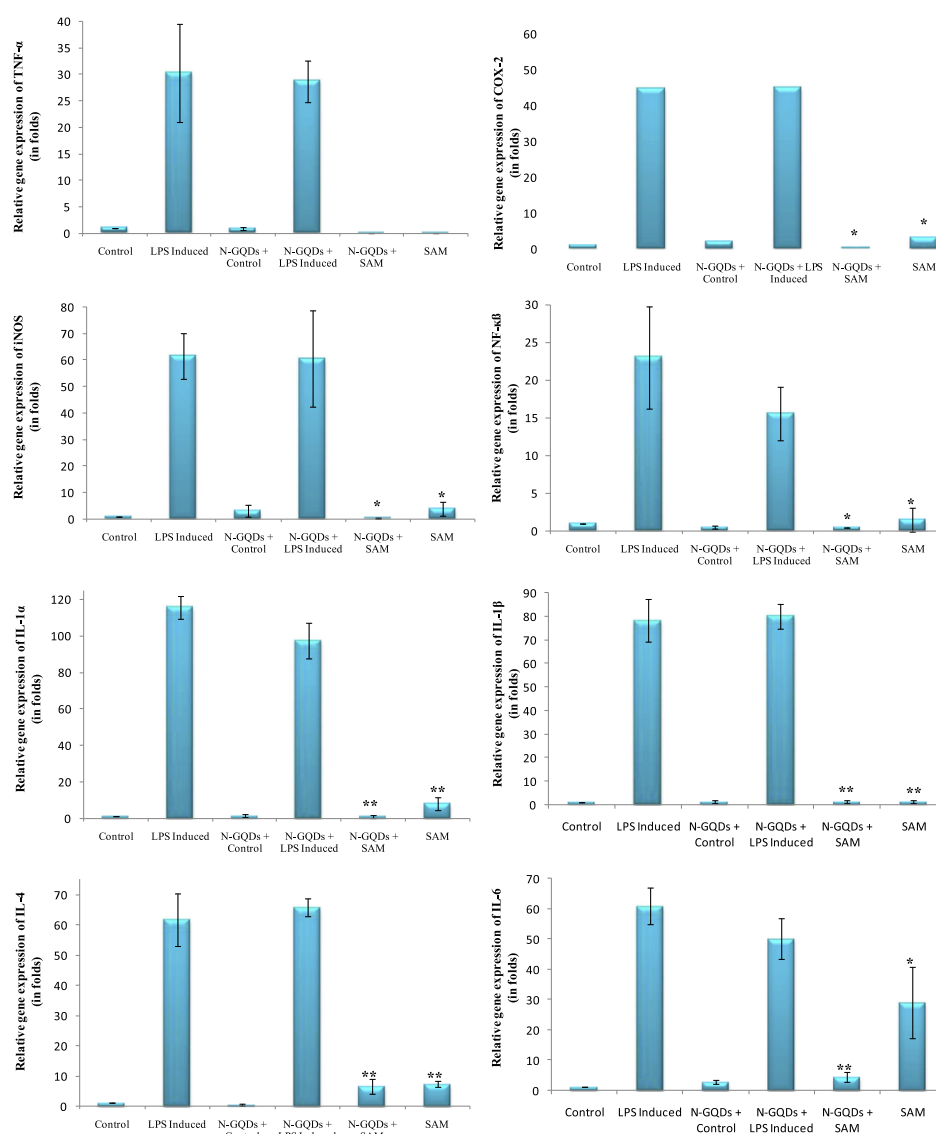 Relative gene expression of TNF-α
(in folds)
40
35
30
25
20
15
10
5
0
Control
LPS Induced
N-GQDs +
Control
N-GQDs +
LPS Induced
N-GQDs +
SAM
SAM
Relative gene expression of COX-2
(in folds)
60
50
40
30
20
10
0
Control
LPS Induced
N-GQDs +
Control
N-GQDs + LPS
Induced
N-GQDs +
SAM
SAM
*
*
Relative gene expression of iNOS
(in folds)
80
70
60
50
40
30
20
10
0
Control
LPS Induced
N-GQDs +
Control
N-GQDs +
LPS Induced
N-GQDs +
SAM
SAM
*
*
Relative gene expression of NF-κß
(in folds)
30
25
20
15
10
5
0
Control
LPS Induced
N-GQDs +
Control
N-GQDs +
LPS Induced
N-GQDs +
SAM
SAM
*
*
Relative gene expression of IL-1α
(in folds)
120
100
80
60
40
20
0
Control
LPS Induced
N-GQDs +
Control
N-GQDs +
LPS Induced
N-GQDs +
SAM
SAM
**
**
Relative gene expression of IL-1β
(in folds)
90
80
70
60
50
40
30
20
10
0
Control
LPS Induced
N-GQDs +
Control
N-GQDs +
LPS Induced
N-GQDs +
SAM
SAM
**
**
Relative gene expression of IL-4
(in folds)
70
60
50
40
30
20
10
0
Control
LPS Induced
N-GQDs +
Control
N-GQDs +
LPS Induced
N-GQDs +
SAM
SAM
**
**
Relative gene expression of IL-6
(in folds)
70
60
50
40
30
20
10
0
Control
LPS Induced
N-GQDs +
Control
N-GQDs +
LPS Induced
N-GQDs +
SAM
SAM
**
*